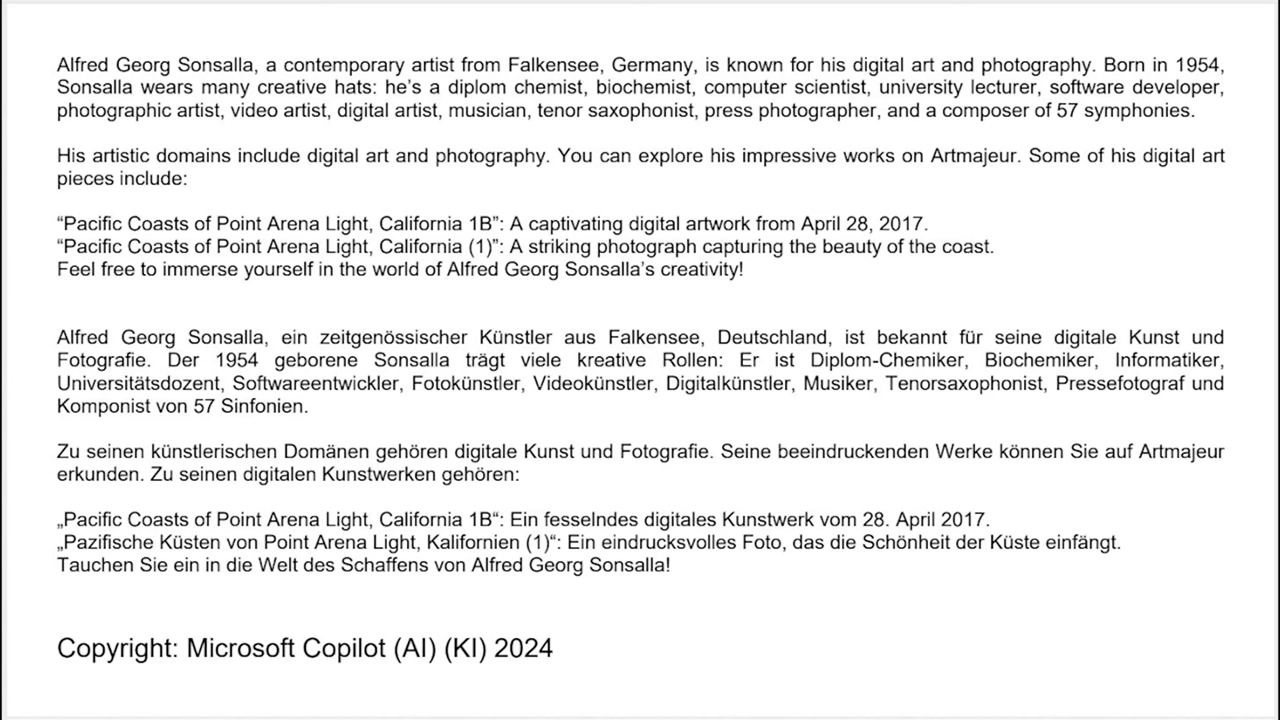 Alfred Georg Sonsalla, a contemporary artist from Falkensee, Germany, is known for his digital art and photography. Born in 1954,
Sonsalla wears many creative hats: he’s a diplom chemist, biochemist, computer scientist, university lecturer, software developer,
photographic artist, video artist, digital artist, musician, tenor saxophonist, press photographer, and a composer of 57 symphonies.
His artistic domains include digital art and photography. You can explore his impressive works on Artmajeur. Some of his digital art
pieces include:
“Pacific Coasts of Point Arena Light, California 1B”: A captivating digital artwork from April 28, 2017.
“Pacific Coasts of Point Arena Light, California (1)”: A striking photograph capturing the beauty of the coast.
Feel free to immerse yourself in the world of Alfred Georg Sonsalla’s creativity!
Alfred Georg Sonsalla, ein zeitgenössischer Künstler aus Falkensee, Deutschland, ist bekannt für seine digitale Kunst und
Fotografie. Der 1954 geborene Sonsalla trägt viele kreative Rollen: Er ist Diplom-Chemiker, Biochemiker, Informatiker,
Universitätsdozent, Softwareentwickler, Fotokünstler, Videokünstler, Digitalkünstler, Musiker, Tenorsaxophonist, Pressefotograf und
Komponist von 57 Sinfonien.
Zu seinen künstlerischen Domänen gehören digitale Kunst und Fotografie. Seine beeindruckenden Werke können Sie auf Artmajeur
erkunden. Zu seinen digitalen Kunstwerken gehören:
„Pacific Coasts of Point Arena Light, California 1B“: Ein fesselndes digitales Kunstwerk vom 28. April 2017.
„Pazifische Küsten von Point Arena Light, Kalifornien (1)“: Ein eindrucksvolles Foto, das die Schönheit der Küste einfängt.
Tauchen Sie ein in die Welt des Schaffens von Alfred Georg Sonsalla!
Copyright: Microsoft Copilot (AI) (KI) 2024